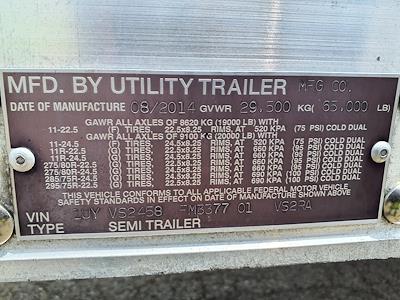 MFD. BY UTILITY TRAILER MFG CO.
DATE OF MANUFACTURE 08/2014 GVWR 29,500 KG( 65,000 LB)
GAWR ALL AXLES OF 8620 KG (19000 LB) WITH
11-22.5 (F) TIRES, 22.5x8.25 RIMS, AT 520 KPA (75 PSI) COLD DUAL
GAWR ALL AXLES OF 9100 KG (20000 LB) WITH
11-24.5 (F) TIRES, 24.5x8.25 RIMS, AT 520 KPA (75 PSI) COLD DUAL
11R-22.5 (G) TIRES, 22.5x8.25 RIMS, AT 660 KPA (95 PSI) COLD DUAL
11R-24.5 (G) TIRES, 24.5x8.25 RIMS, AT 660 KPA (95 PSI) COLD DUAL
275/80R-22.5 (G) TIRES, 22.5x8.25 RIMS, AT 690 KPA (100 PSI) COLD DUAL
275/80R-24.5 (G) TIRES, 24.5x8.25 RIMS, AT 660 KPA (95 PSI) COLD DUAL
285/75R-24.5 (G) TIRES, 24.5x8.25 RIMS, AT 690 KPA (100 PSI) COLD DUAL
295/75R-22.5 (G) TIRES, 22.5x8.25 RIMS, AT 690 KPA (100 PSI) COLD DUAL
THIS VEHICLE CONFORMS TO ALL APPLICABLE FEDERAL MOTOR VEHICLE
SAFETY STANDARDS IN EFFECT ON DATE OF MANUFACTURE SHOWN ABOVE
VIN 1UY VS2458 01 VS2RA
TYPE SEMI TRAILER